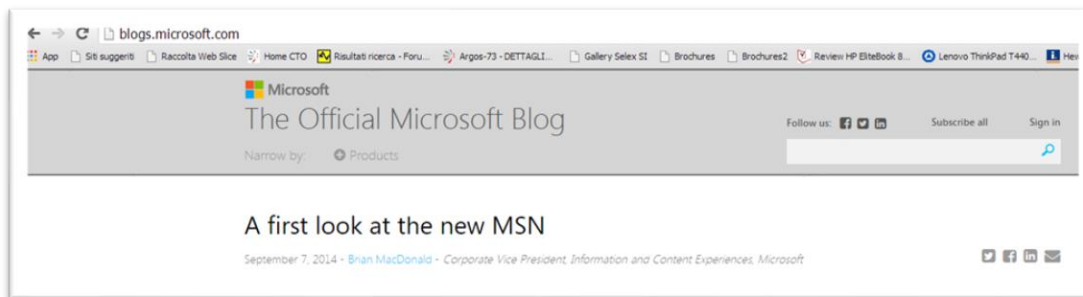 blogs.microsoft.com
App Siti suggeriti Raccolta Web Slice Home CTO Risultati ricerca - Foru... Argos-73 - DETTAGLI... Gallery Selex SI Brochures Brochures2 Review HP EliteBook 8... Lenovo ThinkPad T440...
Microsoft
The Official Microsoft Blog
Follow us: Subscribe all Sign in
Narrow by: Products
A first look at the new MSN
September 7, 2014 - Brian MacDonald - Corporate Vice President, Information and Content Experiences, Microsoft